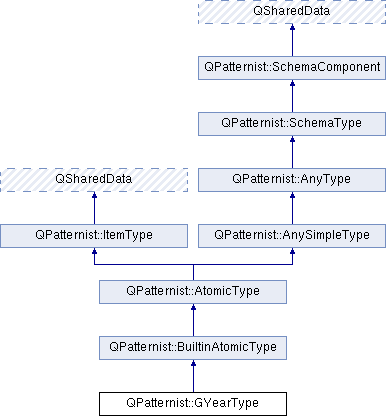 QSharedData
QPatternist::SchemaComponent
QPatternist::SchemaType
QSharedData
QPatternist::AnyType
QPatternist::ItemType
QPatternist::AnySimpleType
QPatternist::AtomicType
QPatternist::BuiltinAtomicType
QPatternist::GYearType